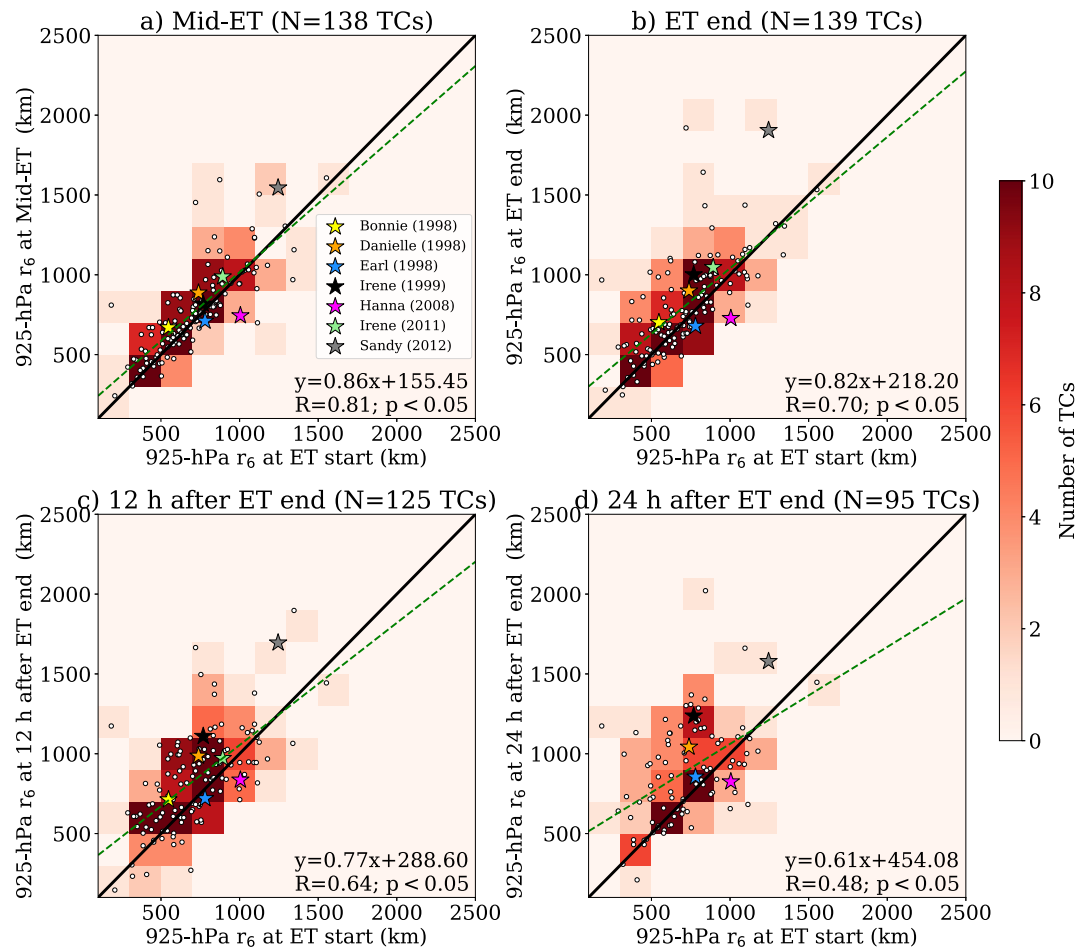 a) Mid-ET (N=138 TCs)
2500
2000
1500
1000
500
925-hPa r₆ at Mid-ET (km)
Bonnie (1998)
Danielle (1998)
Earl (1998)
Irene (1999)
Hanna (2008)
Irene (2011)
Sandy (2012)
y=0.86x+155.45
R=0.81; p<0.05
500 1000 1500 2000 2500
925-hPa r₆ at ET start (km)
b) ET end (N=139 TCs)
2500
2000
1500
1000
500
925-hPa r₆ at ET end (km)
y=0.82x+218.20
R=0.70; p<0.05
500 1000 1500 2000 2500
925-hPa r₆ at ET start (km)
c) 12 h after ET end (N=125 TCs)
2500
2000
1500
1000
500
925-hPa r₆ at 12 h after ET end (km)
y=0.77x+288.60
R=0.64; p<0.05
500 1000 1500 2000 2500
925-hPa r₆ at ET start (km)
d) 24 h after ET end (N=95 TCs)
2500
2000
1500
1000
500
925-hPa r₆ at 24 h after ET end (km)
y=0.61x+454.08
R=0.48; p<0.05
500 1000 1500 2000 2500
925-hPa r₆ at ET start (km)
10
8
6
4
2
0
Number of TCs